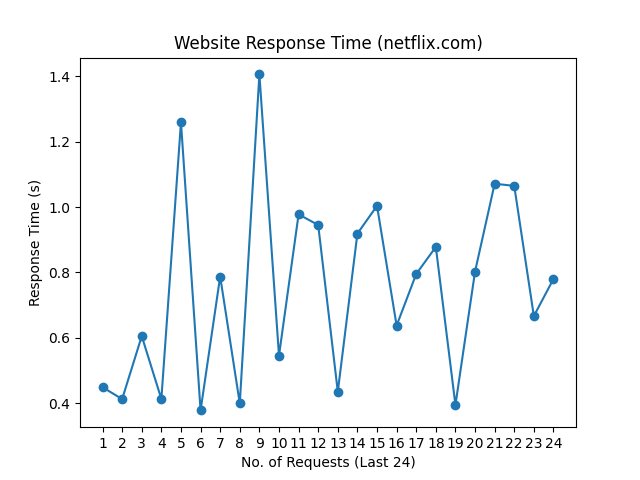 Website Response Time (netflix.com)
Response Time (s)
1.4
1.2
1.0
0.8
0.6
0.4
1 2 3 4 5 6 7 8 9 10 11 12 13 14 15 16 17 18 19 20 21 22 23 24
No. of Requests (Last 24)